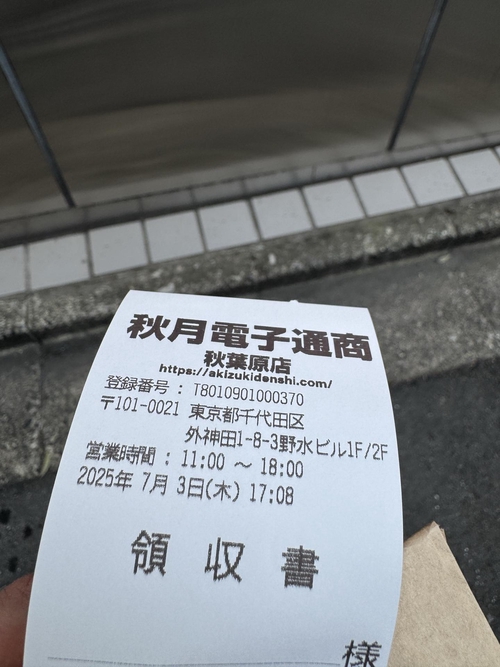 秋月電子通商
秋葉原店
https://akizukidenshi.com/
登録番号 : T8010901000370
〒101-0021 東京都千代田区
外神田1-8-3野水ビル1F/2F
営業時間 : 11:00 ～ 18:00
2025年 7月 3日(木) 17:08
領 収 書
様